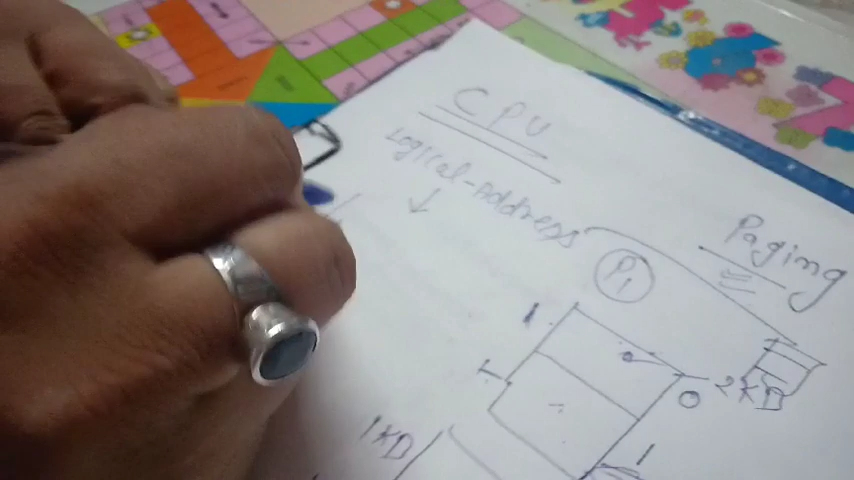 CPU
Logical-Address
Paging
P1
1
2KB
0
1KB
1